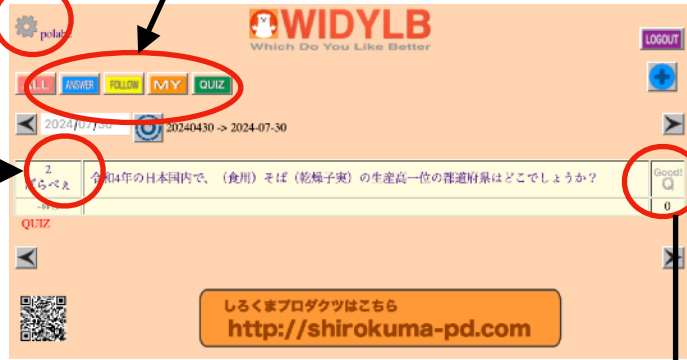 WIDYLB
Which Do You Like Better
LOGOUT
ALL ANSWER FOLLOW MY QUIZ
2024/07/30 20240430 -> 2024-07-30
2
ぽらべぇ
令和4年の日本国内で、（食用）そば（乾燥子実）の生産高一位の都道府県はどこでしょうか？
Good!
Q
0
QUIZ
しろくまプロダクツはこちら
http://shirokuma-pd.com